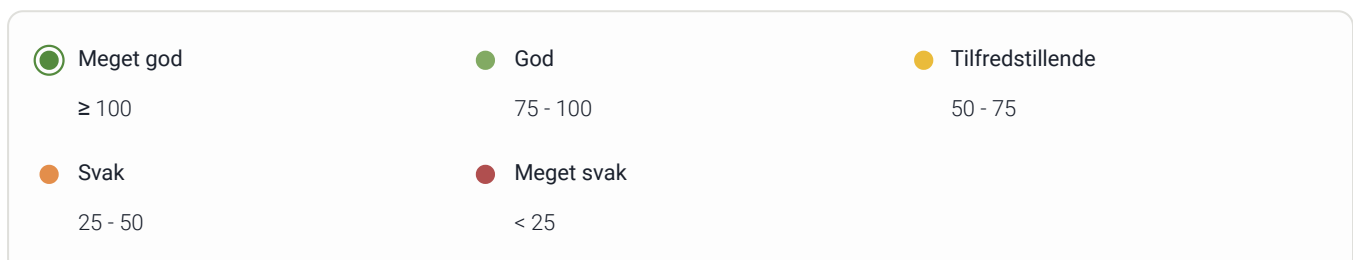 Meget god
God
Tilfredstillende
≥ 100
75 - 100
50 - 75
Svak
Meget svak
25 - 50
< 25